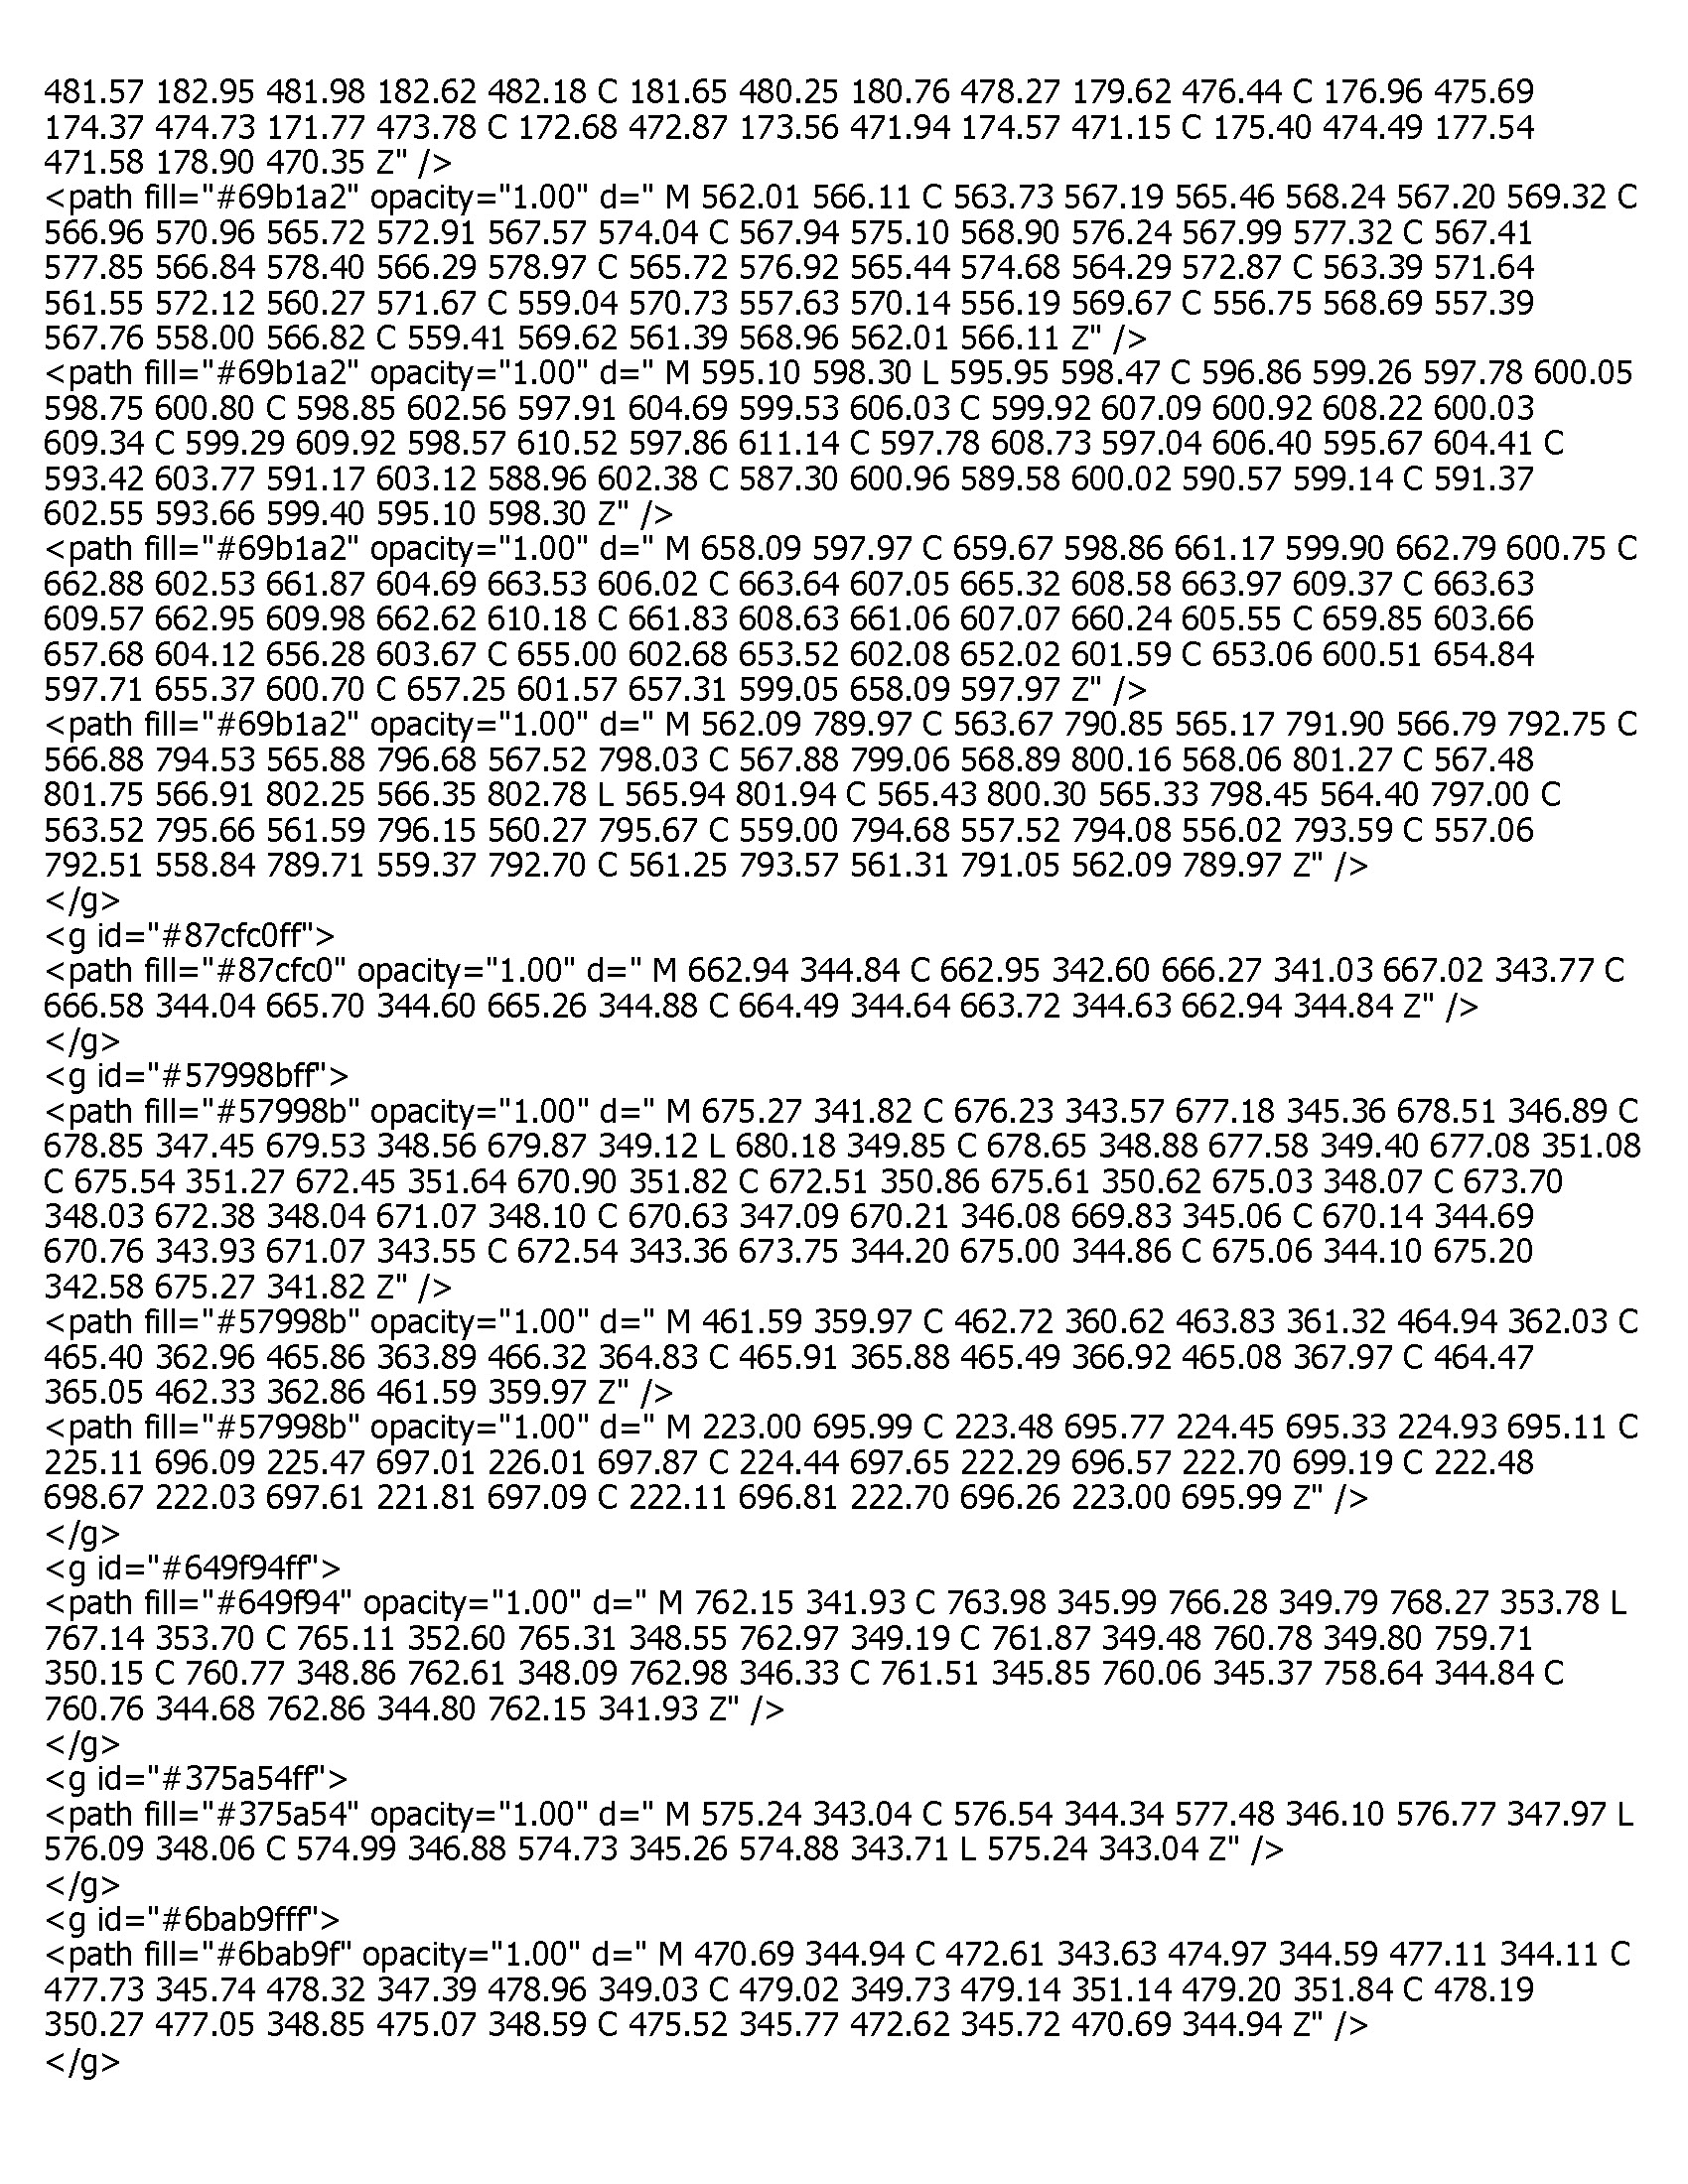 481.57 182.95 481.98 182.62 482.18 C 181.65 480.25 180.76 478.27 179.62 476.44 C 176.96 475.69
174.37 474.73 171.77 473.78 C 172.68 472.87 173.56 471.94 174.57 471.15 C 175.40 474.49 177.54
471.58 178.90 470.35 Z" />
<path fill="#69b1a2" opacity="1.00" d=" M 562.01 566.11 C 563.73 567.19 565.46 568.24 567.20 569.32 C
566.96 570.96 565.72 572.91 567.57 574.04 C 567.94 575.10 568.90 576.24 567.99 577.32 C 567.41
577.85 566.84 578.40 566.29 578.97 C 565.72 576.92 565.44 574.68 564.29 572.87 C 563.39 571.64
561.55 572.12 560.27 571.67 C 559.04 570.73 557.63 570.14 556.19 569.67 C 556.75 568.69 557.39
567.76 558.00 566.82 C 559.41 569.62 561.39 568.96 562.01 566.11 Z" />
<path fill="#69b1a2" opacity="1.00" d=" M 595.10 598.30 L 595.95 598.47 C 596.86 599.26 597.78 600.05
598.75 600.80 C 598.85 602.56 597.91 604.69 599.53 606.03 C 599.92 607.09 600.92 608.22 600.03
609.34 C 599.29 609.92 598.57 610.52 597.86 611.14 C 597.78 608.73 597.04 606.40 595.67 604.41 C
593.42 603.77 591.17 603.12 588.96 602.38 C 587.30 600.96 589.58 600.02 590.57 599.14 C 591.37
602.55 593.66 599.40 595.10 598.30 Z" />
<path fill="#69b1a2" opacity="1.00" d=" M 658.09 597.97 C 659.67 598.86 661.17 599.90 662.79 600.75 C
662.88 602.53 661.87 604.69 663.53 606.02 C 663.64 607.05 665.32 608.58 663.97 609.37 C 663.63
609.57 662.95 609.98 662.62 610.18 C 661.83 608.63 661.06 607.07 660.24 605.55 C 659.85 603.66
657.68 604.12 656.28 603.67 C 655.00 602.68 653.52 602.08 652.02 601.59 C 653.06 600.51 654.84
597.71 655.37 600.70 C 657.25 601.57 657.31 599.05 658.09 597.97 Z" />
<path fill="#69b1a2" opacity="1.00" d=" M 562.09 789.97 C 563.67 790.85 565.17 791.90 566.79 792.75 C
566.88 794.53 565.88 796.68 567.52 798.03 C 567.88 799.06 568.89 800.16 568.06 801.27 C 567.48
801.75 566.91 802.25 566.35 802.78 L 565.94 801.94 C 565.43 800.30 565.33 798.45 564.40 797.00 C
563.52 795.66 561.59 796.15 560.27 795.67 C 559.00 794.68 557.52 794.08 556.02 793.59 C 557.06
792.51 558.84 789.71 559.37 792.70 C 561.25 793.57 561.31 791.05 562.09 789.97 Z" />
</g>
<g id="#87cfc0ff">
<path fill="#87cfc0" opacity="1.00" d=" M 662.94 344.84 C 662.95 342.60 666.27 341.03 667.02 343.77 C
666.58 344.04 665.70 344.60 665.26 344.88 C 664.49 344.64 663.72 344.63 662.94 344.84 Z" />
</g>
<g id="#57998bff">
<path fill="#57998b" opacity="1.00" d=" M 675.27 341.82 C 676.23 343.57 677.18 345.36 678.51 346.89 C
678.85 347.45 679.53 348.56 679.87 349.12 L 680.18 349.85 C 678.65 348.88 677.58 349.40 677.08 351.08
C 675.54 351.27 672.45 351.64 670.90 351.82 C 672.51 350.86 675.61 350.62 675.03 348.07 C 673.70
348.03 672.38 348.04 671.07 348.10 C 670.63 347.09 670.21 346.08 669.83 345.06 C 670.14 344.69
670.76 343.93 671.07 343.55 C 672.54 343.36 673.75 344.20 675.00 344.86 C 675.06 344.10 675.20
342.58 675.27 341.82 Z" />
<path fill="#57998b" opacity="1.00" d=" M 461.59 359.97 C 462.72 360.62 463.83 361.32 464.94 362.03 C
465.40 362.96 465.86 363.89 466.32 364.83 C 465.91 365.88 465.49 366.92 465.08 367.97 C 464.47
365.05 462.33 362.86 461.59 359.97 Z" />
<path fill="#57998b" opacity="1.00" d=" M 223.00 695.99 C 223.48 695.77 224.45 695.33 224.93 695.11 C
225.11 696.09 225.47 697.01 226.01 697.87 C 224.44 697.65 222.29 696.57 222.70 699.19 C 222.48
698.67 222.03 697.61 221.81 697.09 C 222.11 696.81 222.70 696.26 223.00 695.99 Z" />
</g>
<g id="#649f94ff">
<path fill="#649f94" opacity="1.00" d=" M 762.15 341.93 C 763.98 345.99 766.28 349.79 768.27 353.78 L
767.14 353.70 C 765.11 352.60 765.31 348.55 762.97 349.19 C 761.87 349.48 760.78 349.80 759.71
350.15 C 760.77 348.86 762.61 348.09 762.98 346.33 C 761.51 345.85 760.06 345.37 758.64 344.84 C
760.76 344.68 762.86 344.80 762.15 341.93 Z" />
</g>
<g id="#375a54ff">
<path fill="#375a54" opacity="1.00" d=" M 575.24 343.04 C 576.54 344.34 577.48 346.10 576.77 347.97 L
576.09 348.06 C 574.99 346.88 574.73 345.26 574.88 343.71 L 575.24 343.04 Z" />
</g>
<g id="#6bab9fff">
<path fill="#6bab9f" opacity="1.00" d=" M 470.69 344.94 C 472.61 343.63 474.97 344.59 477.11 344.11 C
477.73 345.74 478.32 347.39 478.96 349.03 C 479.02 349.73 479.14 351.14 479.20 351.84 C 478.19
350.27 477.05 348.85 475.07 348.59 C 475.52 345.77 472.62 345.72 470.69 344.94 Z" />
</g>